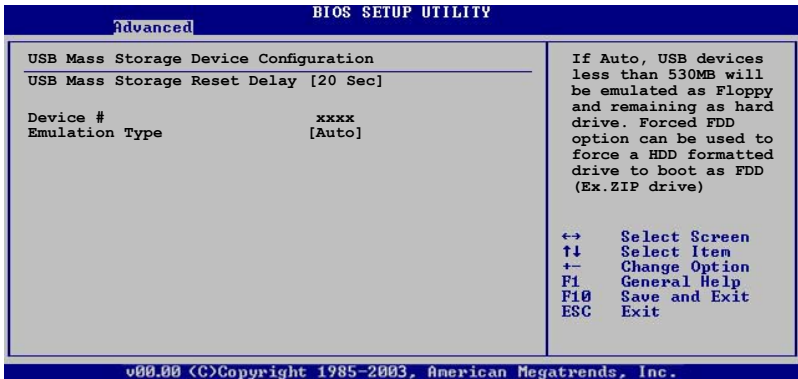 BIOS SETUP UTILITY
Advanced
USB Mass Storage Device Configuration
USB Mass Storage Reset Delay [20 Sec]
Device # xxxx
Emulation Type [Auto]
If Auto, USB devices
less than 530MB will
be emulated as Floppy
and remaining as hard
drive. Forced FDD
option can be used to
force a HDD formatted
drive to boot as FDD
(Ex.ZIP drive)
←→ Select Screen
↑↓ Select Item
+- Change Option
F1 General Help
F10 Save and Exit
ESC Exit
v00.00 (C)Copyright 1985-2003, American Megatrends, Inc.